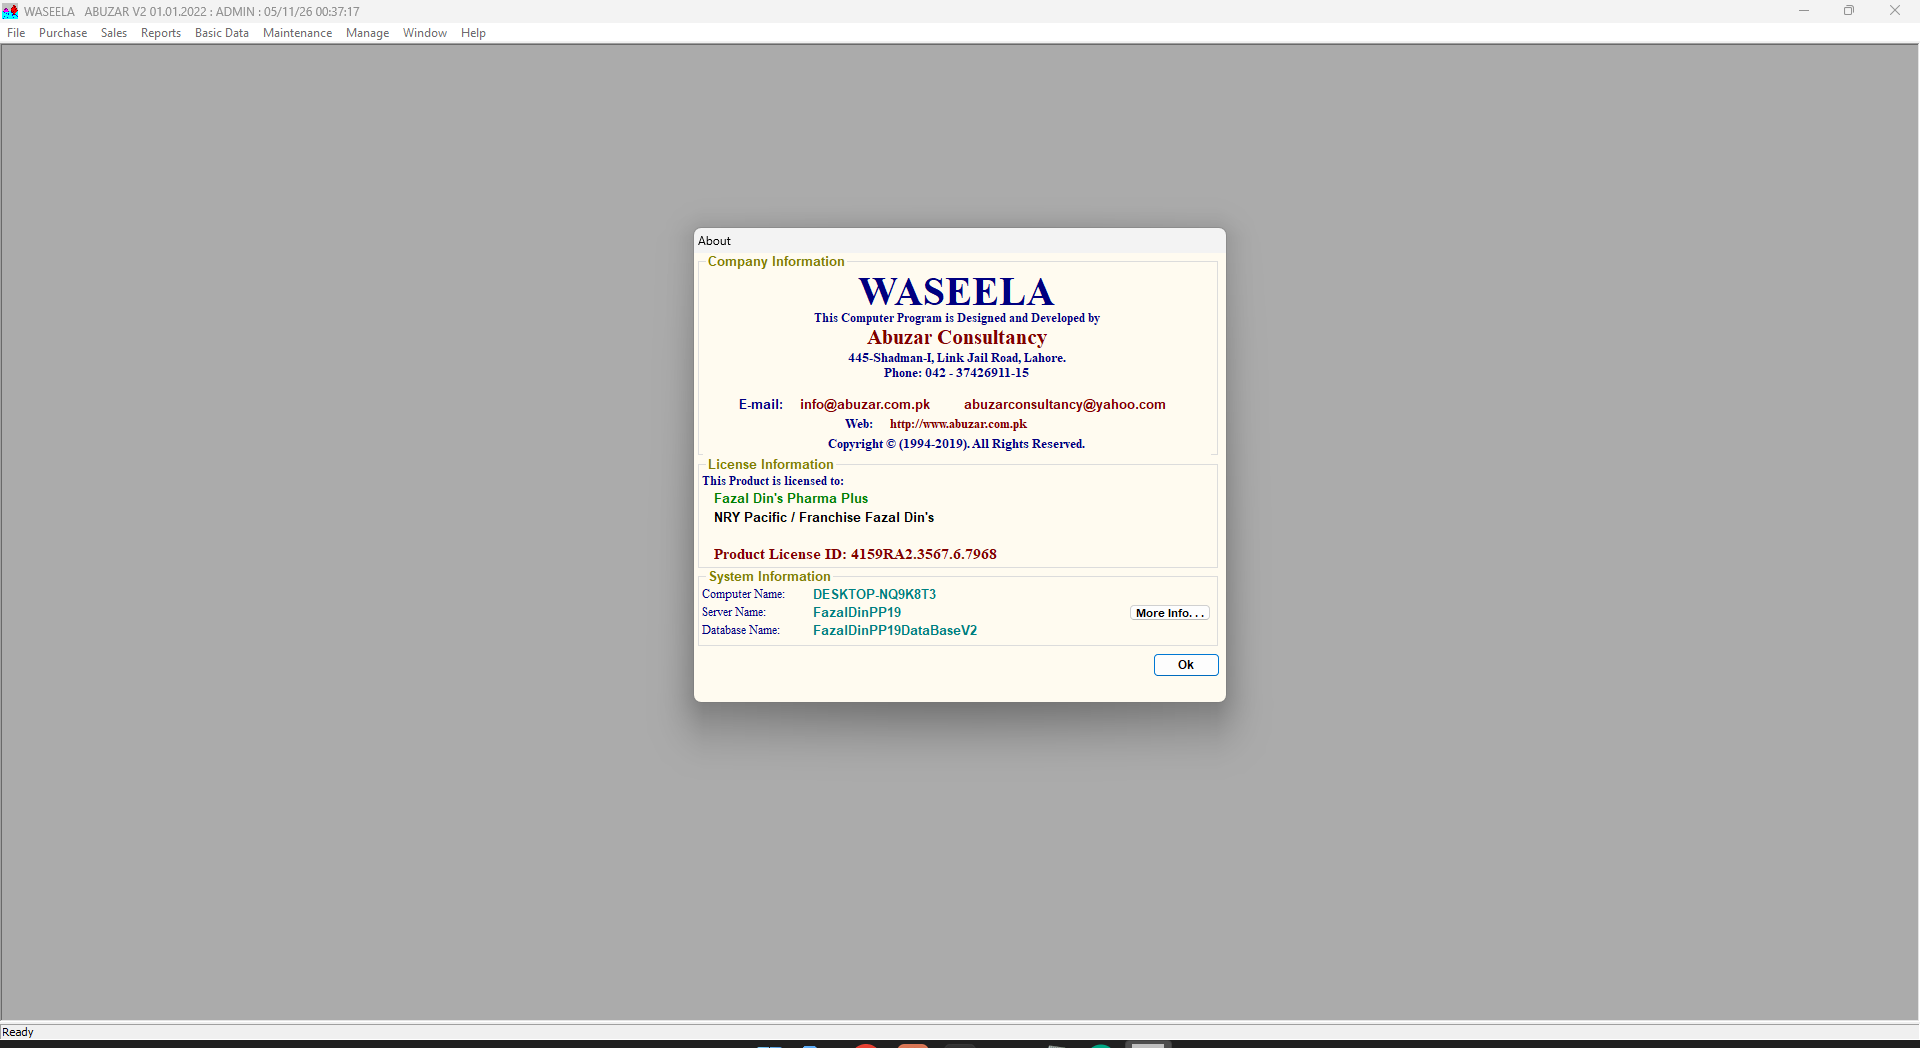 WASEELA ABUZAR V2 01.01.2022 : ADMIN : 05/11/26 00:37:17
File Purchase Sales Reports Basic Data Maintenance Manage Window Help
About
Company Information
WASEELA
This Computer Program is Designed and Developed by
Abuzar Consultancy
445-Shadman-I, Link Jail Road, Lahore.
Phone: 042 - 37426911-15
E-mail: info@abuzar.com.pk abuzarconsultancy@yahoo.com
Web: http://www.abuzar.com.pk
Copyright © (1994-2019). All Rights Reserved.
License Information
This Product is licensed to:
Fazal Din's Pharma Plus
NRY Pacific / Franchise Fazal Din's
Product License ID: 4159RA2.3567.6.7968
System Information
Computer Name: DESKTOP-NQ9K8T3
Server Name: FazalDinPP19
More Info. . .
Database Name: FazalDinPP19DataBaseV2
Ok
Ready